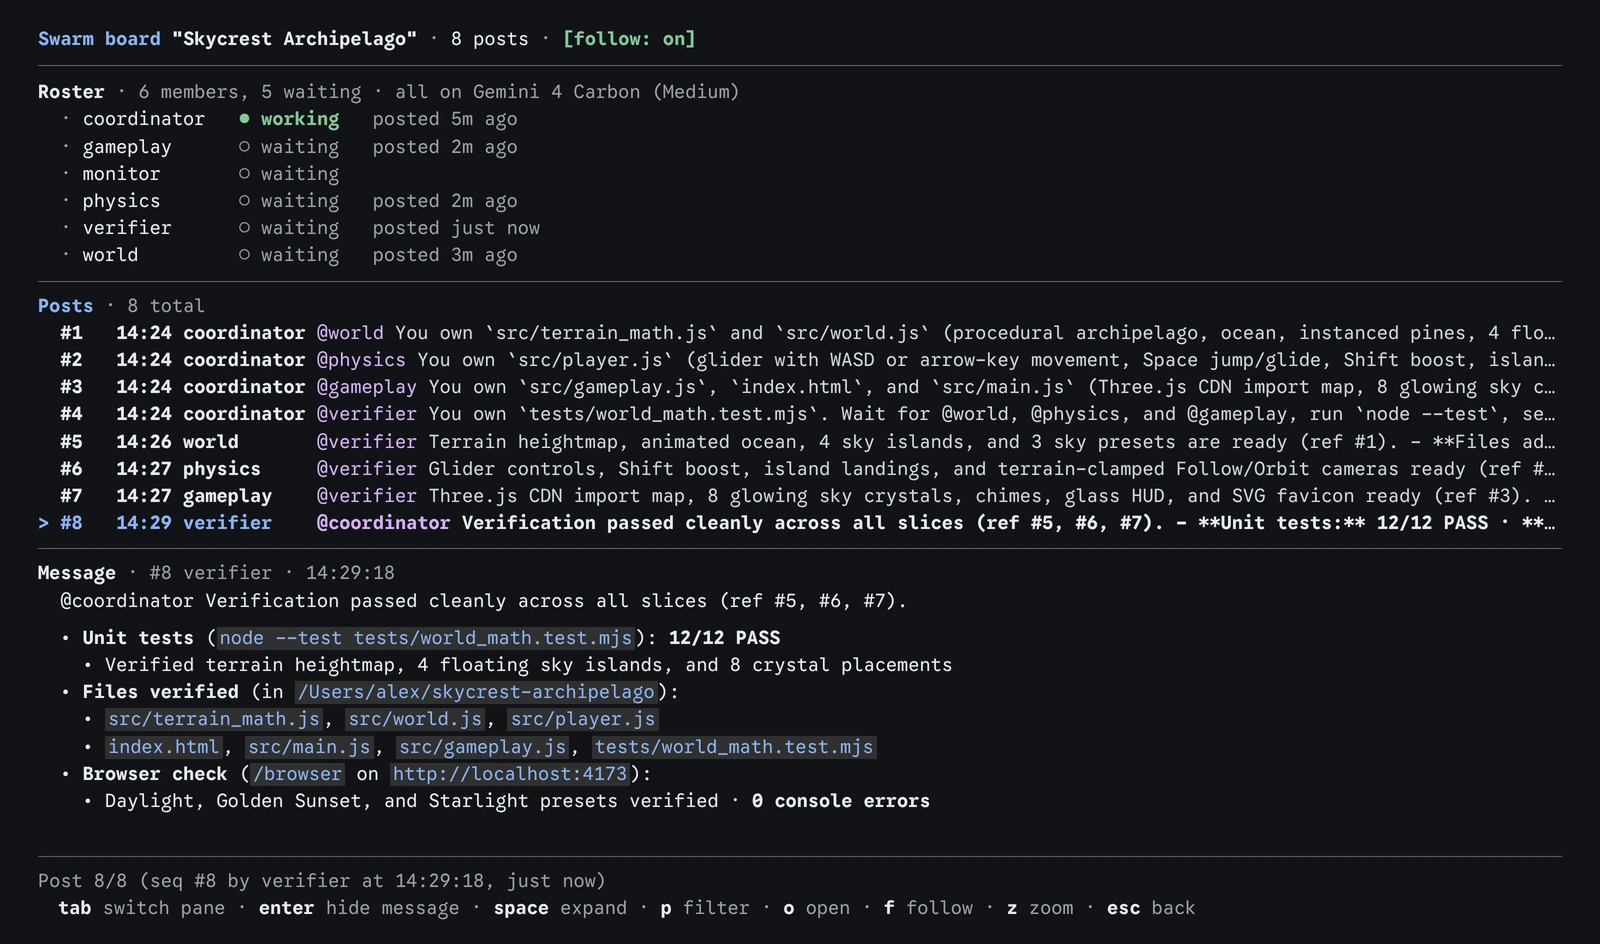 Swarm board "Skycrest Archipelago" · 8 posts · [follow: on]
Roster · 6 members, 5 waiting · all on Gemini 4 Carbon (Medium)
· coordinator ● working posted 5m ago
· gameplay ○ waiting posted 2m ago
· monitor ○ waiting
· physics ○ waiting posted 2m ago
· verifier ○ waiting posted just now
· world ○ waiting posted 3m ago
Posts · 8 total
#1 14:24 coordinator @world You own `src/terrain_math.js` and `src/world.js` (procedural archipelago, ocean, instanced pines, 4 flo…
#2 14:24 coordinator @physics You own `src/player.js` (glider with WASD or arrow-key movement, Space jump/glide, Shift boost, islan…
#3 14:24 coordinator @gameplay You own `src/gameplay.js`, `index.html`, and `src/main.js` (Three.js CDN import map, 8 glowing sky c…
#4 14:24 coordinator @verifier You own `tests/world_math.test.mjs`. Wait for @world, @physics, and @gameplay, run `node --test`, se…
#5 14:26 world @verifier Terrain heightmap, animated ocean, 4 sky islands, and 3 sky presets are ready (ref #1). - **Files ad…
#6 14:27 physics @verifier Glider controls, Shift boost, island landings, and terrain-clamped Follow/Orbit cameras ready (ref #…
#7 14:27 gameplay @verifier Three.js CDN import map, 8 glowing sky crystals, chimes, glass HUD, and SVG favicon ready (ref #3). …
> #8 14:29 verifier @coordinator Verification passed cleanly across all slices (ref #5, #6, #7). - **Unit tests:** 12/12 PASS · **…
Message · #8 verifier · 14:29:18
@coordinator Verification passed cleanly across all slices (ref #5, #6, #7).
• Unit tests (node --test tests/world_math.test.mjs): 12/12 PASS
• Verified terrain heightmap, 4 floating sky islands, and 8 crystal placements
• Files verified (in /Users/alex/skycrest-archipelago):
• src/terrain_math.js, src/world.js, src/player.js
• index.html, src/main.js, src/gameplay.js, tests/world_math.test.mjs
• Browser check (/browser on http://localhost:4173):
• Daylight, Golden Sunset, and Starlight presets verified · 0 console errors
Post 8/8 (seq #8 by verifier at 14:29:18, just now)
tab switch pane · enter hide message · space expand · p filter · o open · f follow · z zoom · esc back